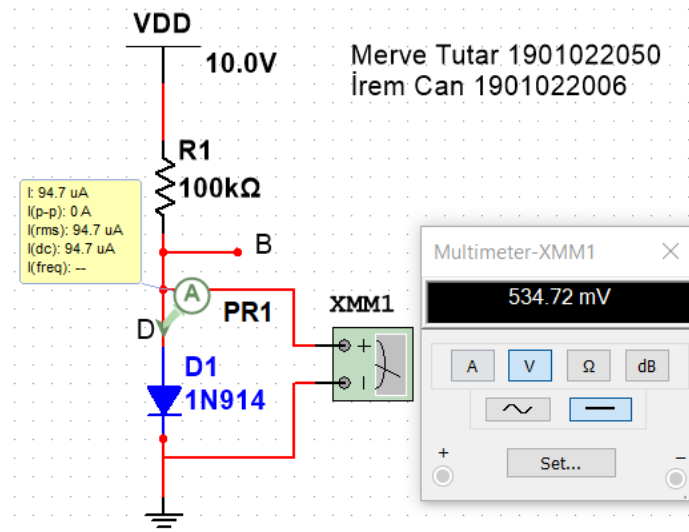 VDD
10.0V
Merve Tutar 1901022050
İrem Can 1901022006
R1
100kΩ
I: 94.7 uA
I(p-p): 0 A
I(rms): 94.7 uA
I(dc): 94.7 uA
I(freq): --
B
A
PR1
D
XMM1
+
D1
1N914
Multimeter-XMM1
534.72 mV
A V Ω dB
+ Set... −